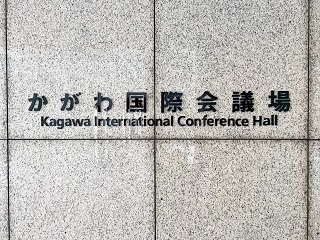 かがわ国際会議場
Kagawa International Conference Hall